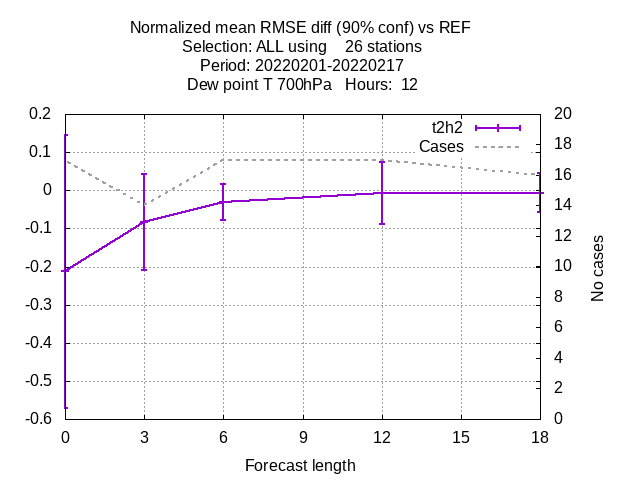 Normalized mean RMSE diff (90% conf) vs REF
Selection: ALL using    26 stations
Period: 20220201-20220217
Dew point T 700hPa   Hours:  12
t2h2
Cases
0.2
0.1
0
-0.1
-0.2
-0.3
-0.4
-0.5
-0.6
20
18
16
14
12
10
8
6
4
2
0
No cases
0 3 6 9 12 15 18
Forecast length